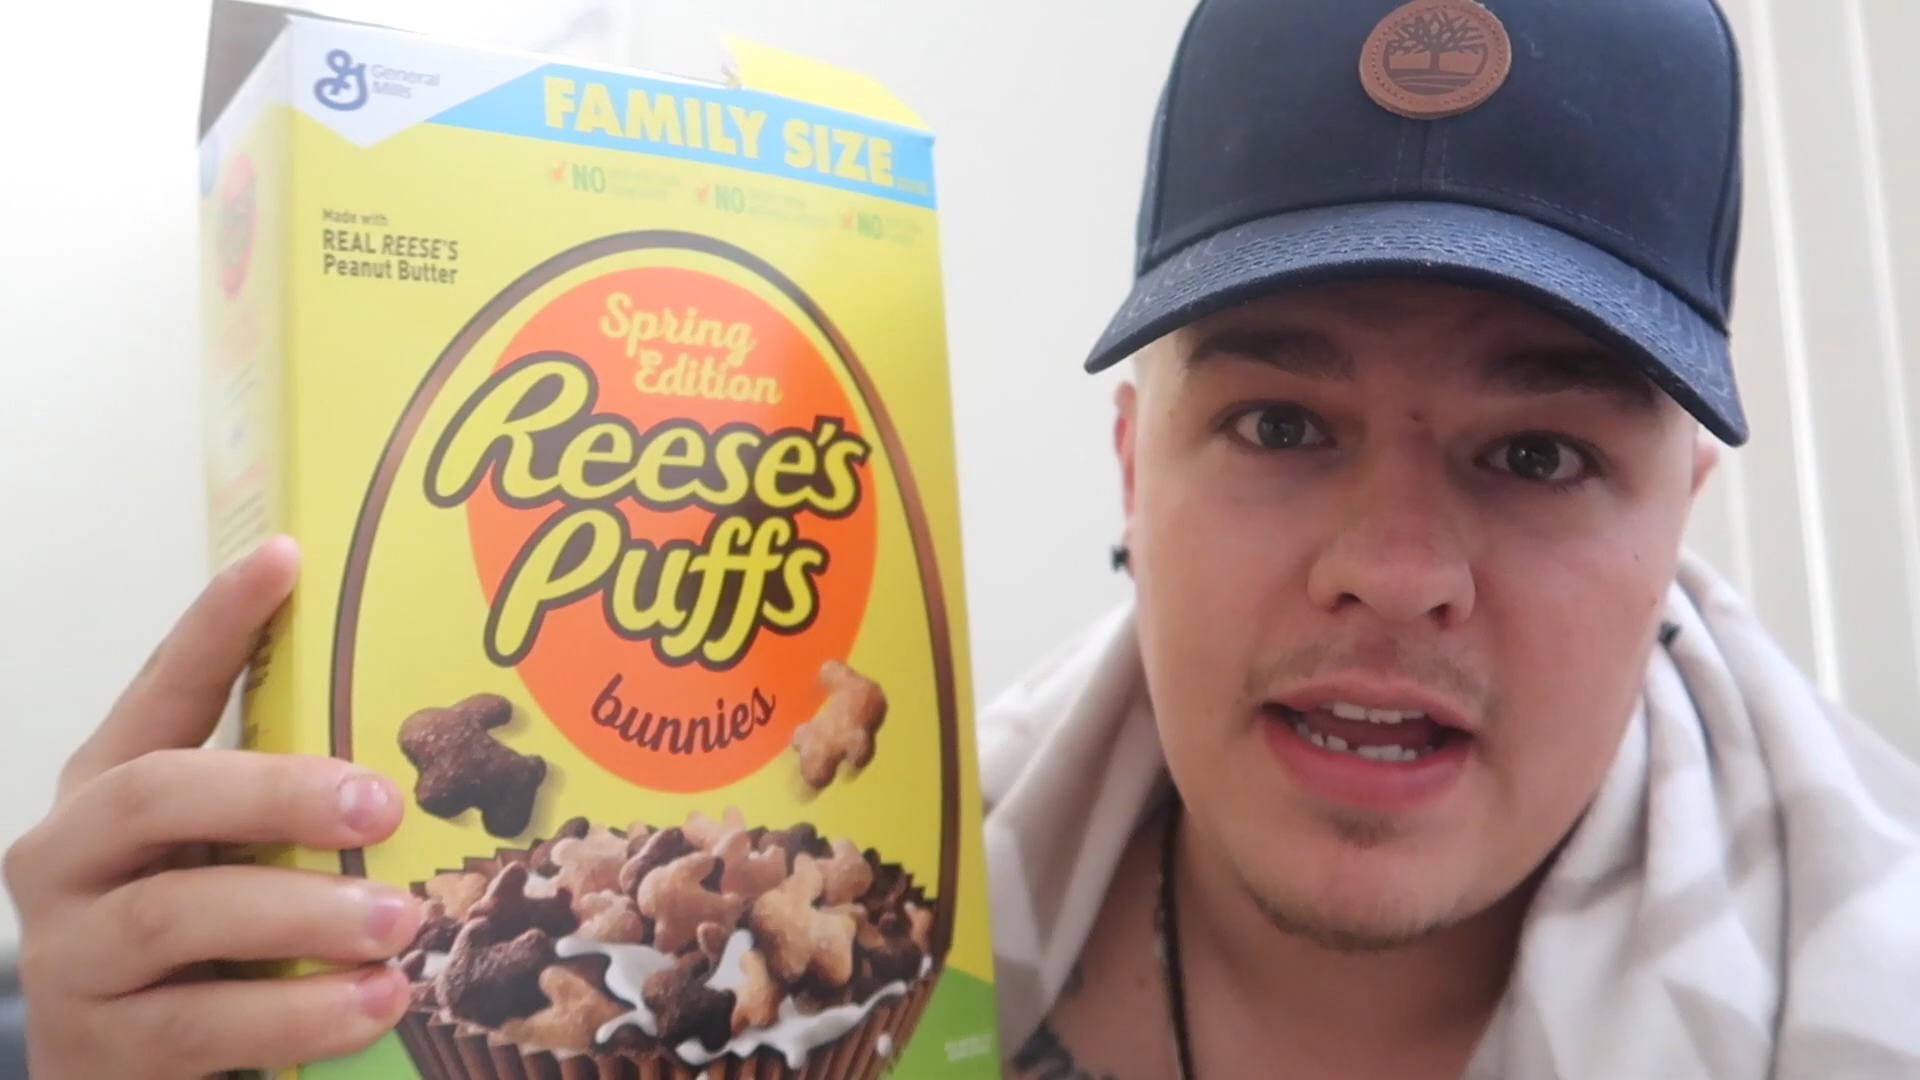 General
Mills
FAMILY SIZE
NO
NO
NO
Made with
REAL REESE'S
Peanut Butter
Spring
Edition
Reese's
Puffs
bunnies